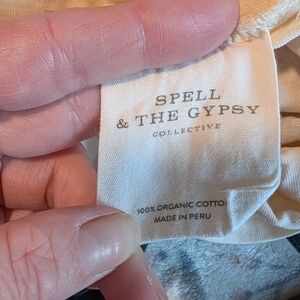 SPELL
& THE GYPSY
COLLECTIVE
100% ORGANIC COTTO
MADE IN PERU